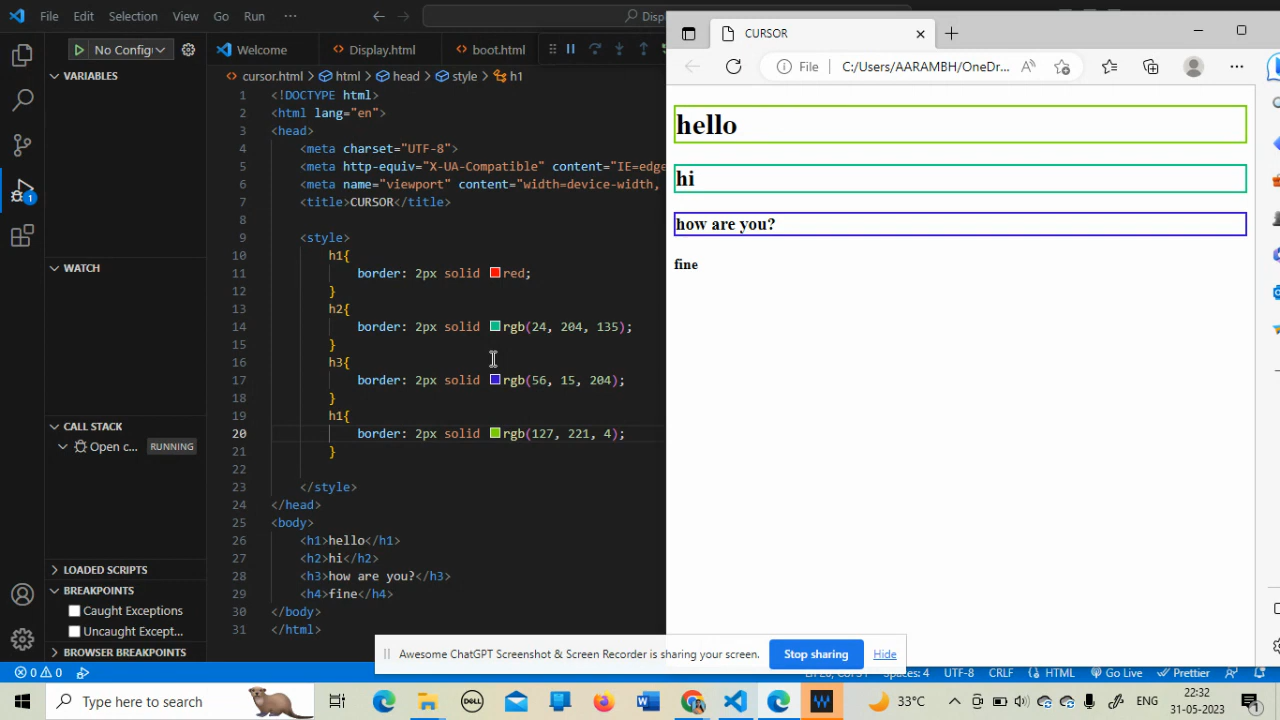 File Edit Selection View Go Run ··· Disp
No Config
Welcome Display.html boot.html
cursor.html html head style h1
VARIABLES
WATCH
CALL STACK
Open c... RUNNING
LOADED SCRIPTS
BREAKPOINTS
Caught Exceptions
Uncaught Except...
BROWSER BREAKPOINTS
1
1 <!DOCTYPE html>
2 <html lang="en">
3 <head>
4 <meta charset="UTF-8">
5 <meta http-equiv="X-UA-Compatible" content="IE=edge
6 <meta name="viewport" content="width=device-width,
7 <title>CURSOR</title>
8
9 <style>
10 h1{
11 border: 2px solid red;
12 }
13 h2{
14 border: 2px solid rgb(24, 204, 135);
15 }
16 h3{
17 border: 2px solid rgb(56, 15, 204);
18 }
19 h1{
20 border: 2px solid rgb(127, 221, 4);
21 }
22
23 </style>
24 </head>
25 <body>
26 <h1>hello</h1>
27 <h2>hi</h2>
28 <h3>how are you?</h3>
29 <h4>fine</h4>
30 </body>
31 </html>
CURSOR
File C:/Users/AARAMBH/OneDr...
hello
hi
how are you?
fine
Awesome ChatGPT Screenshot & Screen Recorder is sharing your screen. Stop sharing Hide
0 0 Spaces: 4 UTF-8 CRLF HTML Go Live Prettier
Type here to search
DELL
33°C ENG 22:32
31-05-2023
1